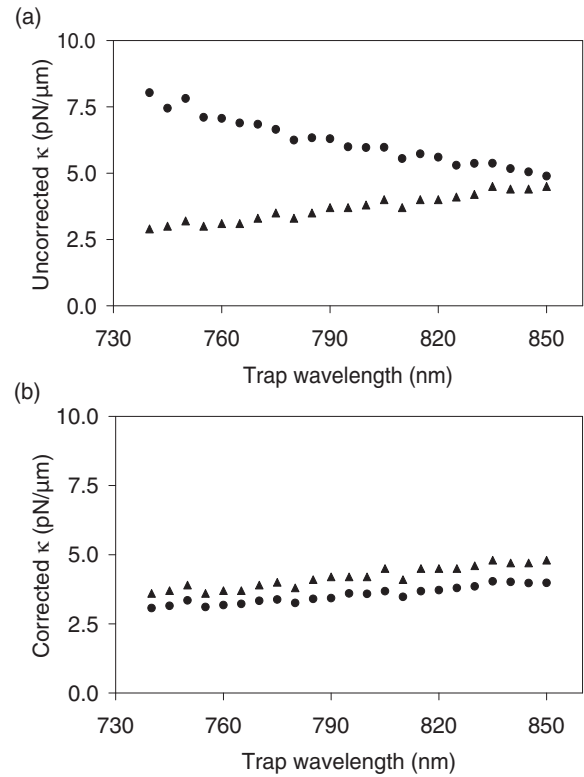 (a)
10.0
7.5
5.0
2.5
0.0
Uncorrected κ (pN/μm)
730 760 790 820 850
Trap wavelength (nm)
(b)
10.0
7.5
5.0
2.5
0.0
Corrected κ (pN/μm)
730 760 790 820 850
Trap wavelength (nm)